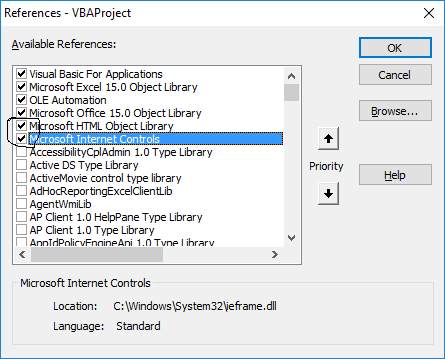 References - VBAProject
Available References:
OK
Visual Basic For Applications
Microsoft Excel 15.0 Object Library
OLE Automation
Microsoft Office 15.0 Object Library
Microsoft HTML Object Library
Microsoft Internet Controls
AccessibilityCplAdmin 1.0 Type Library
Active DS Type Library
ActiveMovie control type library
AdHocReportingExcelClientLib
AgentWmiLib
AP Client 1.0 HelpPane Type Library
AP Client 1.0 Type Library
AppIdPolicyEngineApi 1.0 Type Library
Cancel
Browse...
Priority
Help
Microsoft Internet Controls
Location: C:\Windows\System32\ieframe.dll
Language: Standard